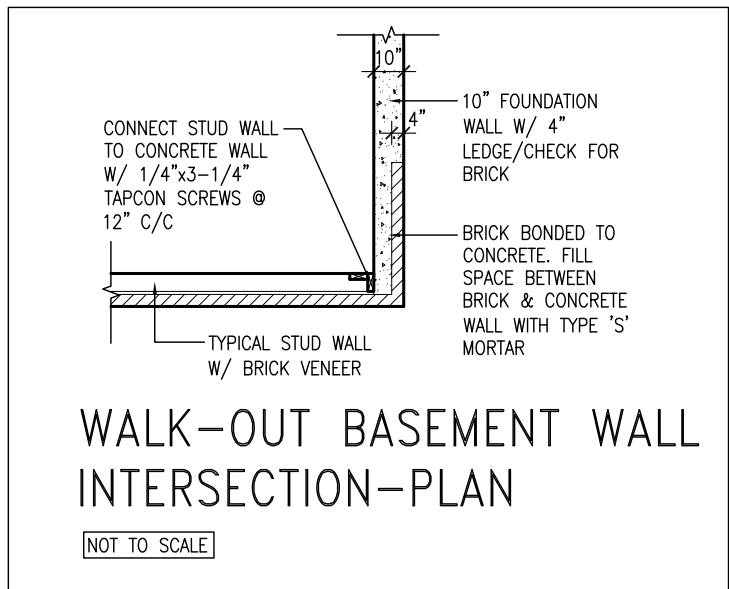 10"
4"
10" FOUNDATION
WALL W/ 4"
LEDGE/CHECK FOR
BRICK
CONNECT STUD WALL
TO CONCRETE WALL
W/ 1/4"x3-1/4"
TAPCON SCREWS @
12" C/C
BRICK BONDED TO
CONCRETE. FILL
SPACE BETWEEN
BRICK & CONCRETE
WALL WITH TYPE 'S'
MORTAR
TYPICAL STUD WALL
W/ BRICK VENEER
WALK-OUT BASEMENT WALL
INTERSECTION-PLAN
NOT TO SCALE